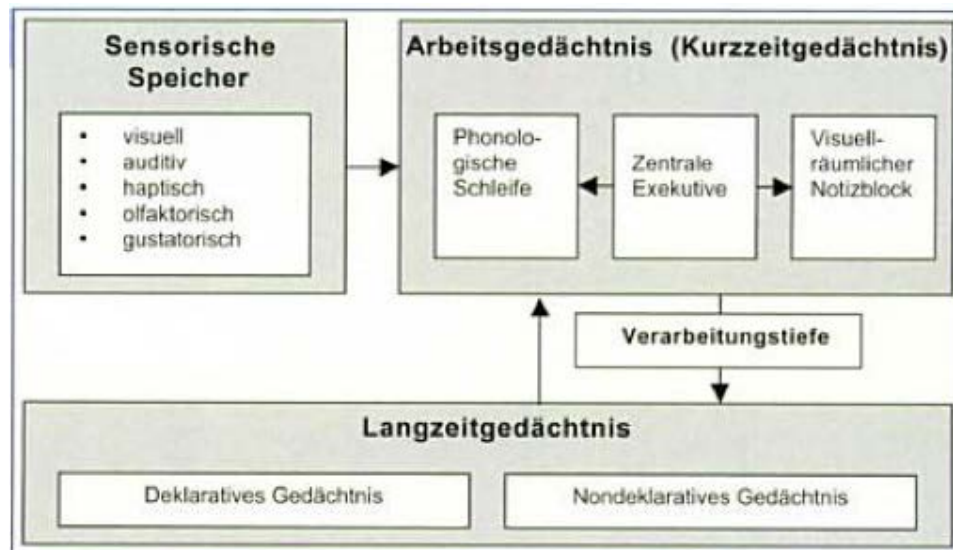 Sensorische
Speicher
• visuell
• auditiv
• haptisch
• olfaktorisch
• gustatorisch
Arbeitsgedächtnis (Kurzzeitgedächtnis)
Phonolo-
gische
Schleife
Zentrale
Exekutive
Visuell-
räumlicher
Notizblock
Verarbeitungstiefe
Langzeitgedächtnis
Deklaratives Gedächtnis
Nondeklaratives Gedächtnis